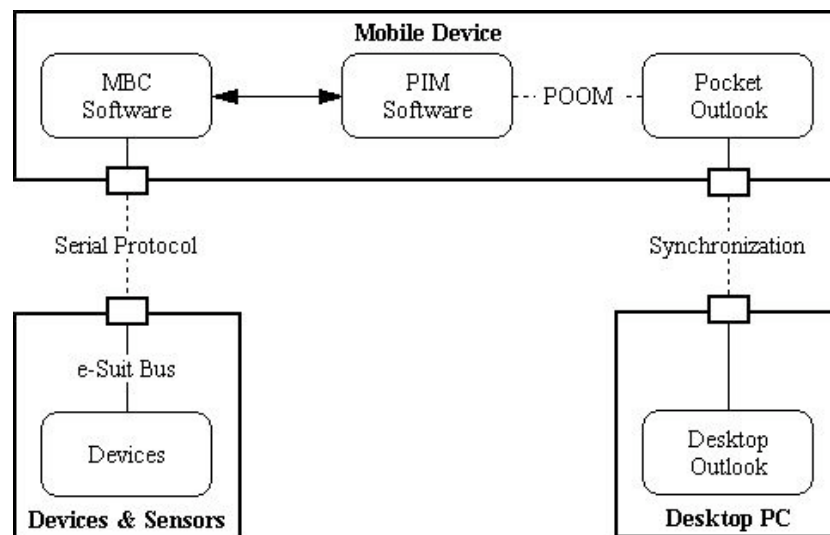 Mobile Device
MBC
Software
PIM
Software
POOM
Pocket
Outlook
Serial Protocol
Synchronization
e-Suit Bus
Devices
Desktop
Outlook
Devices & Sensors
Desktop PC